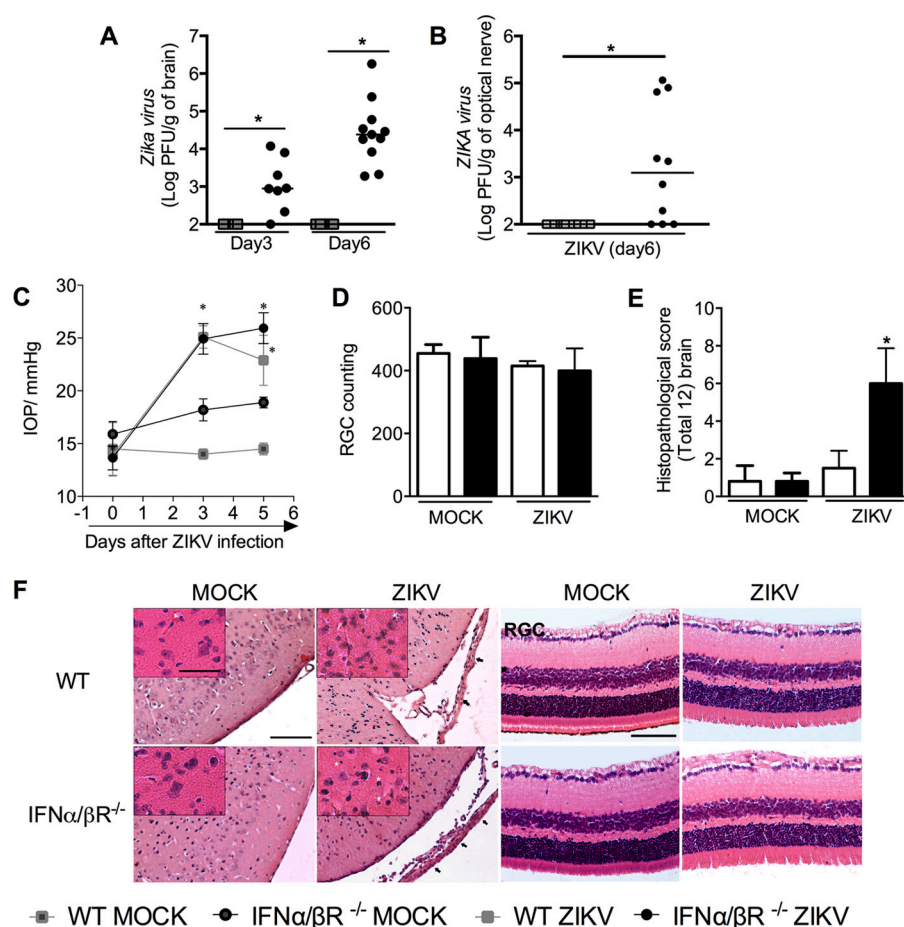 A
Zika virus
(Log PFU/g of brain)
7
6
5
4
3
2
*
*
Day3
Day6
B
ZIKA virus
(Log PFU/g of optical nerve)
6
5
4
3
2
*
ZIKV (day6)
C
IOP/ mmHg
30
25
20
15
10
*
*
*
-1 0 1 2 3 4 5 6
Days after ZIKV infection
D
RGC counting
600
400
200
0
MOCK
ZIKV
E
Histopathological score
(Total 12) brain
10
8
6
4
2
0
*
MOCK
ZIKV
F
MOCK
ZIKV
MOCK
ZIKV
WT
RGC
IFNα/βR-/-
WT MOCK
IFNα/βR -/- MOCK
WT ZIKV
IFNα/βR -/- ZIKV